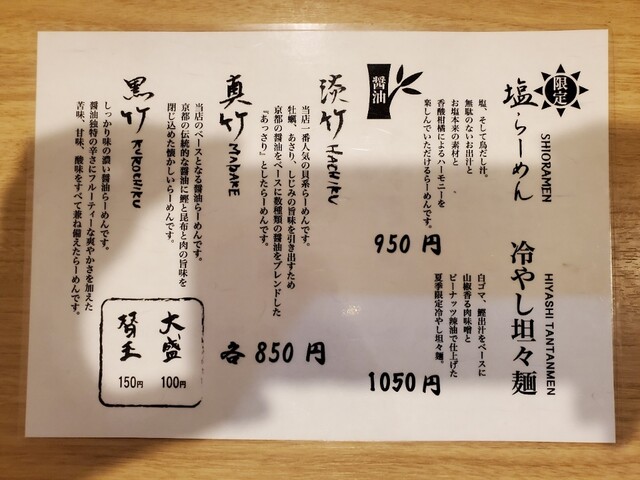 限定
塩らーめん
SHIORAMEN
塩、そして鳥だし汁。
無駄のないお出汁と
お塩本来の素材と
香酸柑橘によるハーモニーを
楽しんでいただけるらーめんです。
950円
冷やし坦々麺
HIYASHI TANTANMEN
白ゴマ、鰹出汁をベースに
山椒香る肉味噌と
ピーナッツ辣油で仕上げた
夏季限定冷やし坦々麺。
1050円
醤油
淡竹 HACHIKU
当店一番人気の貝系らーめんです。
牡蠣、あさり、しじみの旨味を引き出すため
京都の醤油をベースに数種類の醤油をブレンドした
『あっさり』としたらーめんです。
真竹 MADAKE
当店のベースとなる醤油らーめんです。
京都の伝統的な醤油に鰹と昆布と肉の旨味を
閉じ込めた懐かしいらーめんです。
黒竹 KUROCHIKU
しっかり味の濃い醤油らーめんです。
醤油独特の辛さにフルーティーな爽やかさを加えた
苦味、甘味、酸味をすべて兼ね備えたらーめんです。
各850円
大盛 100円
替玉 150円